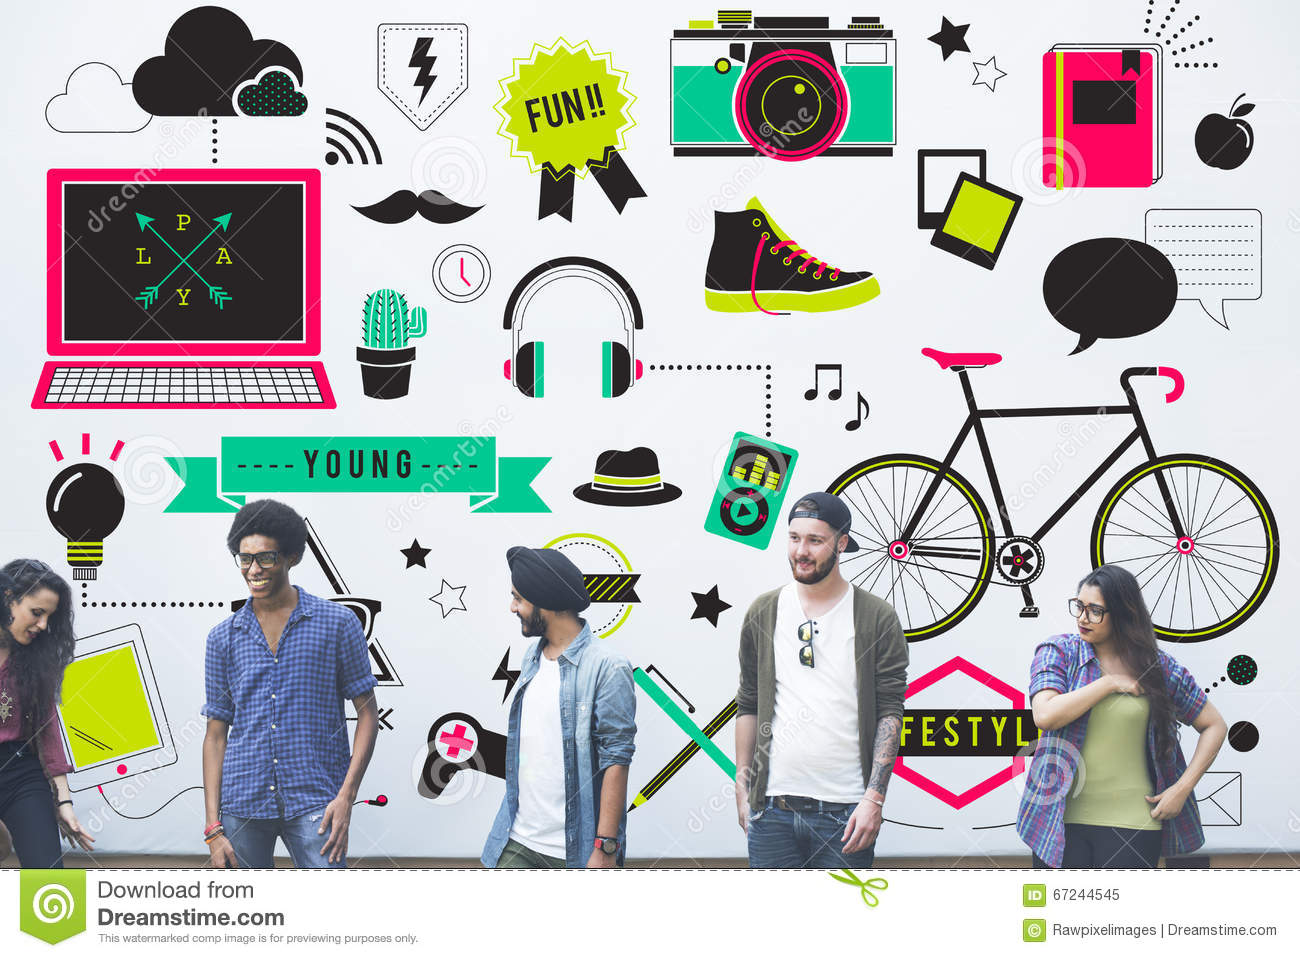 FUN!!
P
L A
Y
----YOUNG----
FESTYL
Download from
Dreamstime.com
This watermarked comp image is for previewing purposes only.
ID 67244545
© Rawpixelimages | Dreamstime.com
dreamstime